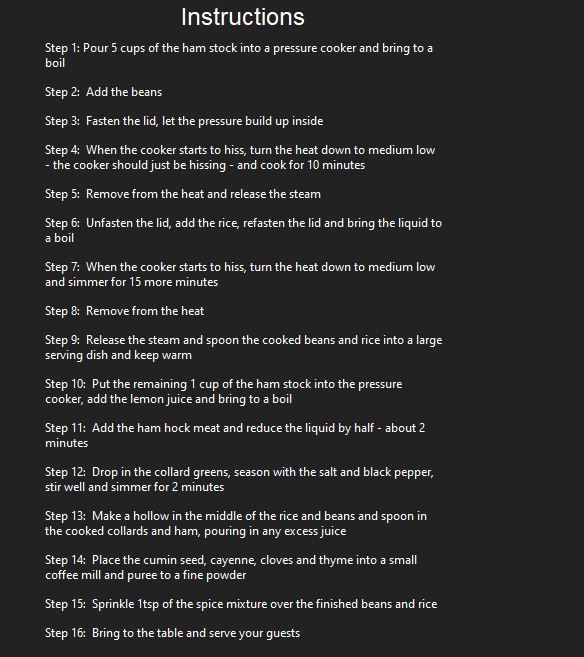 Instructions
Step 1: Pour 5 cups of the ham stock into a pressure cooker and bring to a
boil
Step 2:  Add the beans
Step 3:  Fasten the lid, let the pressure build up inside
Step 4:  When the cooker starts to hiss, turn the heat down to medium low
- the cooker should just be hissing - and cook for 10 minutes
Step 5:  Remove from the heat and release the steam
Step 6:  Unfasten the lid, add the rice, refasten the lid and bring the liquid to
a boil
Step 7:  When the cooker starts to hiss, turn the heat down to medium low
and simmer for 15 more minutes
Step 8:  Remove from the heat
Step 9:  Release the steam and spoon the cooked beans and rice into a large
serving dish and keep warm
Step 10:  Put the remaining 1 cup of the ham stock into the pressure
cooker, add the lemon juice and bring to a boil
Step 11:  Add the ham hock meat and reduce the liquid by half - about 2
minutes
Step 12:  Drop in the collard greens, season with the salt and black pepper,
stir well and simmer for 2 minutes
Step 13:  Make a hollow in the middle of the rice and beans and spoon in
the cooked collards and ham, pouring in any excess juice
Step 14:  Place the cumin seed, cayenne, cloves and thyme into a small
coffee mill and puree to a fine powder
Step 15:  Sprinkle 1tsp of the spice mixture over the finished beans and rice
Step 16:  Bring to the table and serve your guests